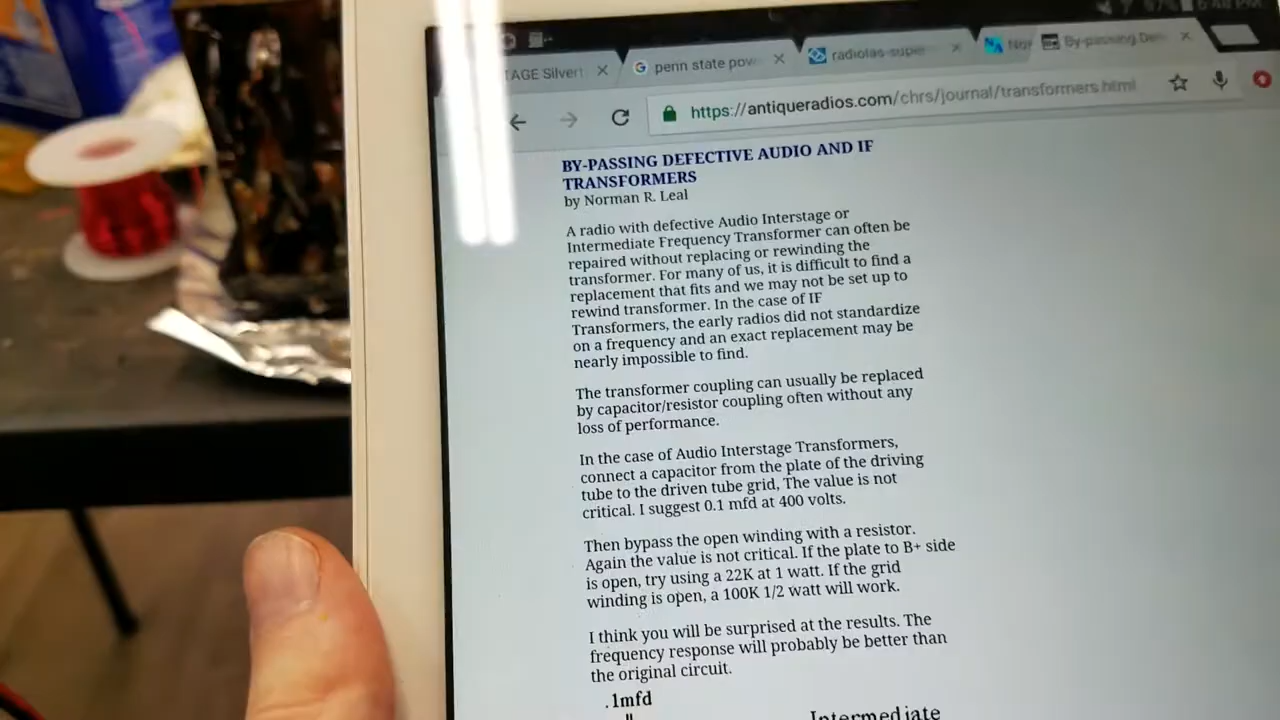 TAGE Silvert
penn state pow
radiolas-supe
Nor
By-passing De
https://antiqueradios.com/chrs/journal/transformers.html
BY-PASSING DEFECTIVE AUDIO AND IF
TRANSFORMERS
by Norman R. Leal
A radio with defective Audio Interstage or
Intermediate Frequency Transformer can often be
repaired without replacing or rewinding the
transformer. For many of us, it is difficult to find a
replacement that fits and we may not be set up to
rewind transformer. In the case of IF
Transformers, the early radios did not standardize
on a frequency and an exact replacement may be
nearly impossible to find.
The transformer coupling can usually be replaced
by capacitor/resistor coupling often without any
loss of performance.
In the case of Audio Interstage Transformers,
connect a capacitor from the plate of the driving
tube to the driven tube grid, The value is not
critical. I suggest 0.1 mfd at 400 volts.
Then bypass the open winding with a resistor.
Again the value is not critical. If the plate to B+ side
is open, try using a 22K at 1 watt. If the grid
winding is open, a 100K 1/2 watt will work.
I think you will be surprised at the results. The
frequency response will probably be better than
the original circuit.
.1mfd
Intermediate